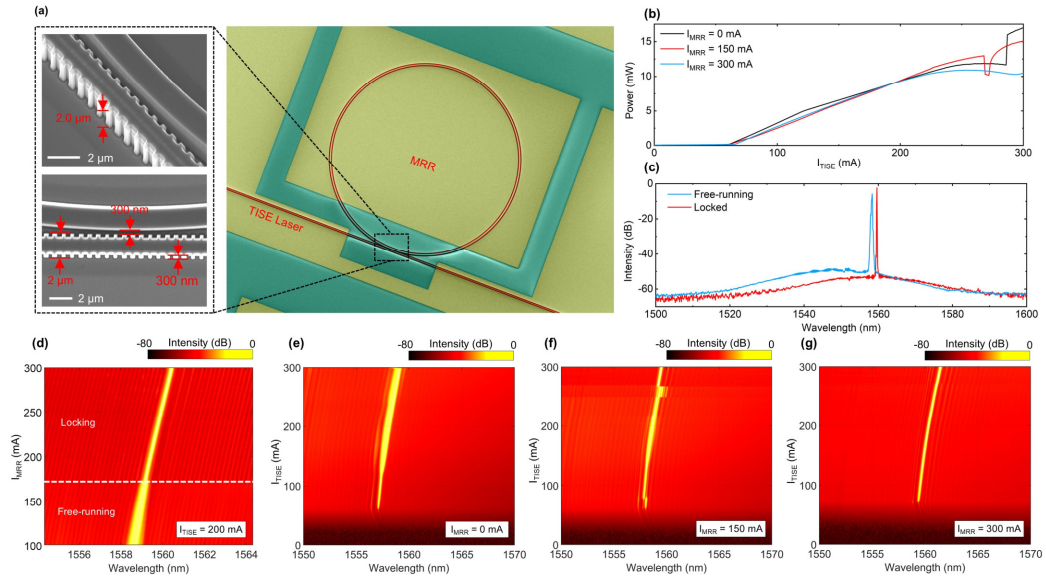 (a)
2.0 µm
2 µm
300 nm
2 µm
300 nm
2 µm
MRR
TISE Laser
(b)
I_MRR = 0 mA
I_MRR = 150 mA
I_MRR = 300 mA
Power (mW)
15
10
5
0
0 100 200 300
I_TISE (mA)
(c)
Free-running
Locked
Intensity (dB)
0
-20
-40
-60
1500 1520 1540 1560 1580 1600
Wavelength (nm)
(d)
Intensity (dB)
-80 0
I_MRR (mA)
300
250
200
150
100
Locking
Free-running
I_TISE = 200 mA
1556 1558 1560 1562 1564
Wavelength (nm)
(e)
Intensity (dB)
-80 0
I_TISE (mA)
300
200
100
0
I_MRR = 0 mA
1550 1555 1560 1565 1570
Wavelength (nm)
(f)
Intensity (dB)
-80 0
I_TISE (mA)
300
200
100
0
I_MRR = 150 mA
1550 1555 1560 1565 1570
Wavelength (nm)
(g)
Intensity (dB)
-80 0
I_TISE (mA)
300
200
100
0
I_MRR = 300 mA
1550 1555 1560 1565 1570
Wavelength (nm)